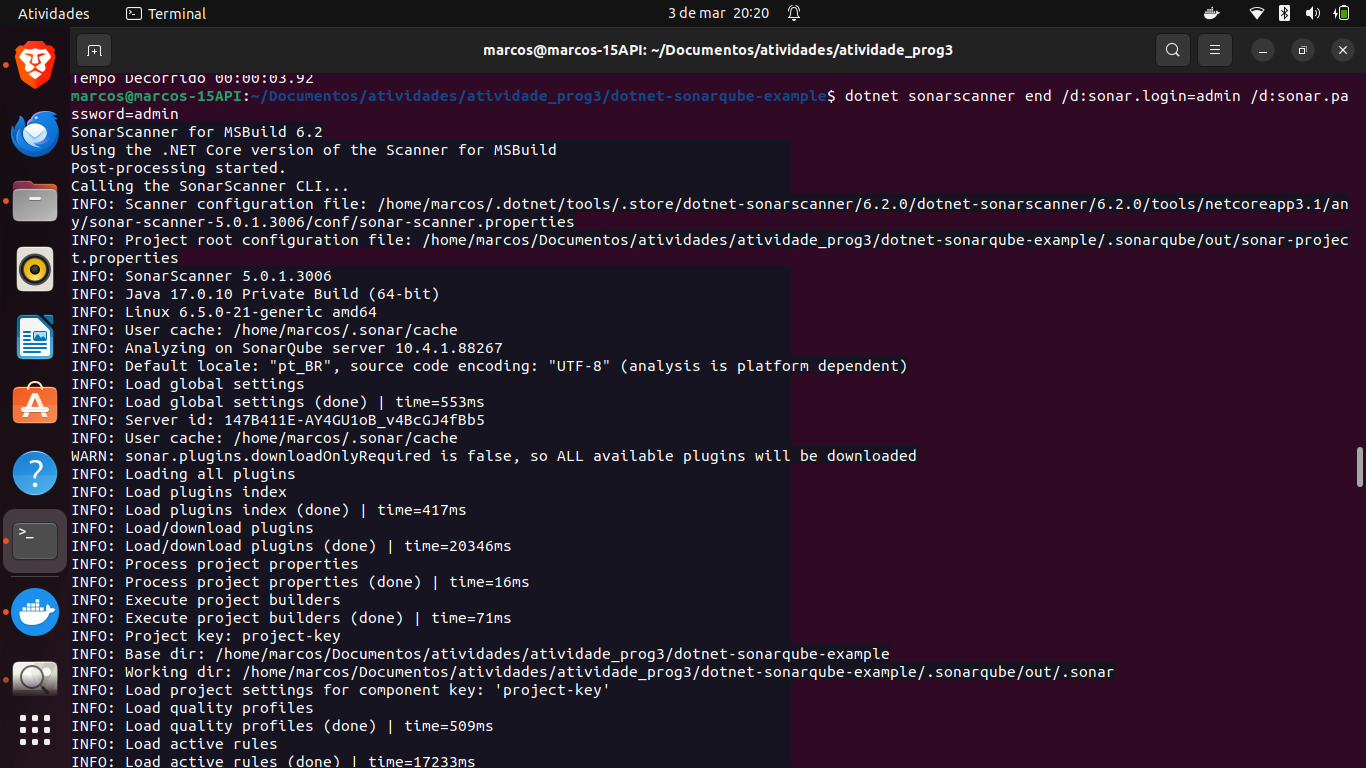 Atividades
Terminal
3 de mar 20:20
marcos@marcos-15API: ~/Documentos/atividades/atividade_prog3
Tempo Decorrido 00:00:03.92
marcos@marcos-15API:~/Documentos/atividades/atividade_prog3/dotnet-sonarqube-example$ dotnet sonarscanner end /d:sonar.login=admin /d:sonar.pa
ssword=admin
SonarScanner for MSBuild 6.2
Using the .NET Core version of the Scanner for MSBuild
Post-processing started.
Calling the SonarScanner CLI...
INFO: Scanner configuration file: /home/marcos/.dotnet/tools/.store/dotnet-sonarscanner/6.2.0/dotnet-sonarscanner/6.2.0/tools/netcoreapp3.1/an
y/sonar-scanner-5.0.1.3006/conf/sonar-scanner.properties
INFO: Project root configuration file: /home/marcos/Documentos/atividades/atividade_prog3/dotnet-sonarqube-example/.sonarqube/out/sonar-projec
t.properties
INFO: SonarScanner 5.0.1.3006
INFO: Java 17.0.10 Private Build (64-bit)
INFO: Linux 6.5.0-21-generic amd64
INFO: User cache: /home/marcos/.sonar/cache
INFO: Analyzing on SonarQube server 10.4.1.88267
INFO: Default locale: "pt_BR", source code encoding: "UTF-8" (analysis is platform dependent)
INFO: Load global settings
INFO: Load global settings (done) | time=553ms
INFO: Server id: 147B411E-AY4GU1oB_v4BcGJ4fBb5
INFO: User cache: /home/marcos/.sonar/cache
WARN: sonar.plugins.downloadOnlyRequired is false, so ALL available plugins will be downloaded
INFO: Loading all plugins
INFO: Load plugins index
INFO: Load plugins index (done) | time=417ms
INFO: Load/download plugins
INFO: Load/download plugins (done) | time=20346ms
INFO: Process project properties
INFO: Process project properties (done) | time=16ms
INFO: Execute project builders
INFO: Execute project builders (done) | time=71ms
INFO: Project key: project-key
INFO: Base dir: /home/marcos/Documentos/atividades/atividade_prog3/dotnet-sonarqube-example
INFO: Working dir: /home/marcos/Documentos/atividades/atividade_prog3/dotnet-sonarqube-example/.sonarqube/out/.sonar
INFO: Load project settings for component key: 'project-key'
INFO: Load quality profiles
INFO: Load quality profiles (done) | time=509ms
INFO: Load active rules
INFO: Load active rules (done) | time=17233ms